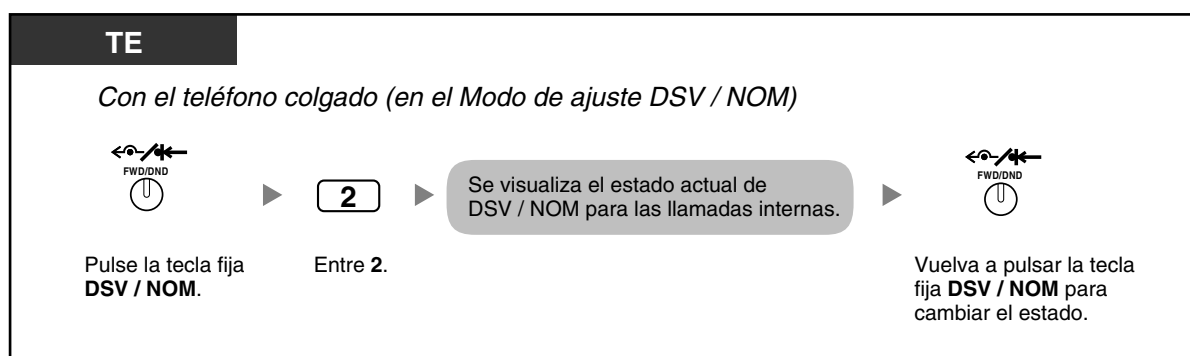 TE
Con el teléfono colgado (en el Modo de ajuste DSV / NOM)
FWD/DND
Pulse la tecla fija
DSV / NOM.
2
Entre 2.
Se visualiza el estado actual de
DSV / NOM para las llamadas internas.
FWD/DND
Vuelva a pulsar la tecla
fija DSV / NOM para
cambiar el estado.